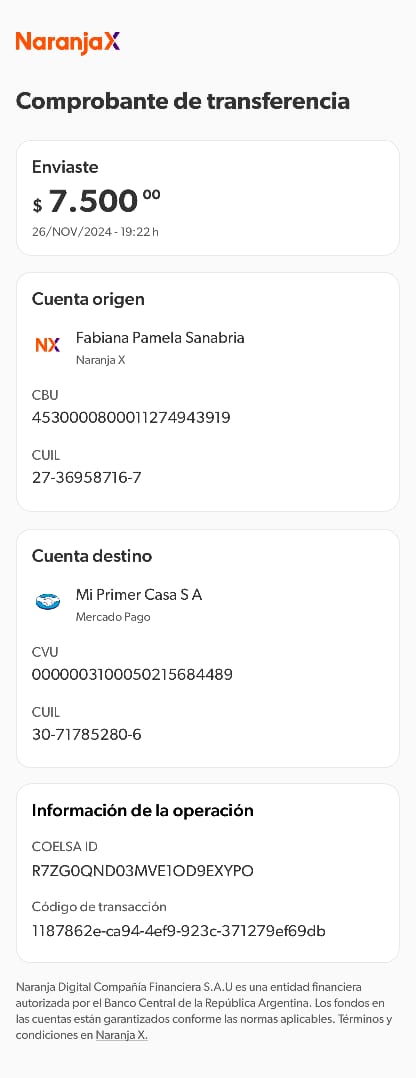 NaranjaX
Comprobante de transferencia
Enviaste
$ 7.500 00
26/NOV/2024 - 19:22 h
Cuenta origen
NX
Fabiana Pamela Sanabria
Naranja X
CBU
4530000800011274943919
CUIL
27-36958716-7
Cuenta destino
Mi Primer Casa S A
Mercado Pago
CVU
0000003100050215684489
CUIL
30-71785280-6
Información de la operación
COELSA ID
R7ZG0QND03MVE1OD9EXYPO
Código de transacción
1187862e-ca94-4ef9-923c-371279ef69db
Naranja Digital Compañía Financiera S.A.U es una entidad financiera
autorizada por el Banco Central de la República Argentina. Los fondos en
las cuentas están garantizados conforme las normas aplicables. Términos y
condiciones en Naranja X.